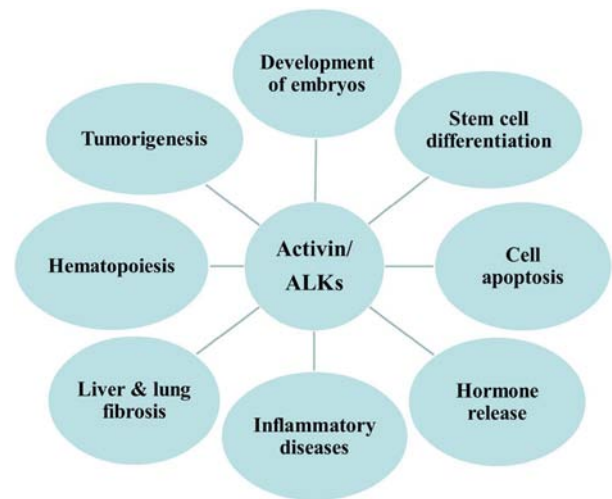 Development
of embryos
Stem cell
differentiation
Tumorigenesis
Activin/
ALKs
Hematopoiesis
Cell
apoptosis
Liver & lung
fibrosis
Hormone
release
Inflammatory
diseases